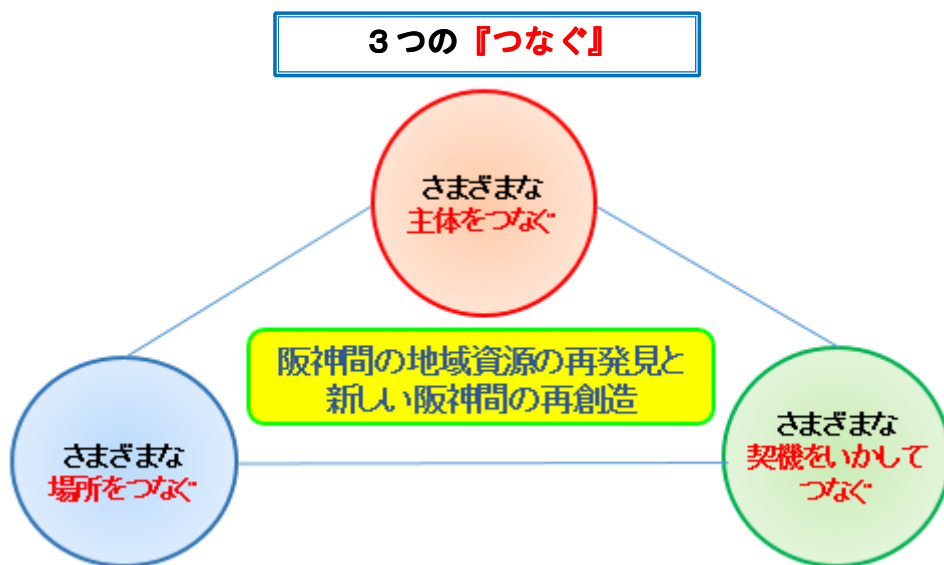 ３つの『つなぐ』
さまざまな
主体をつなぐ
阪神間の地域資源の再発見と
新しい阪神間の再創造
さまざまな
場所をつなぐ
さまざまな
契機をいかして
つなぐ